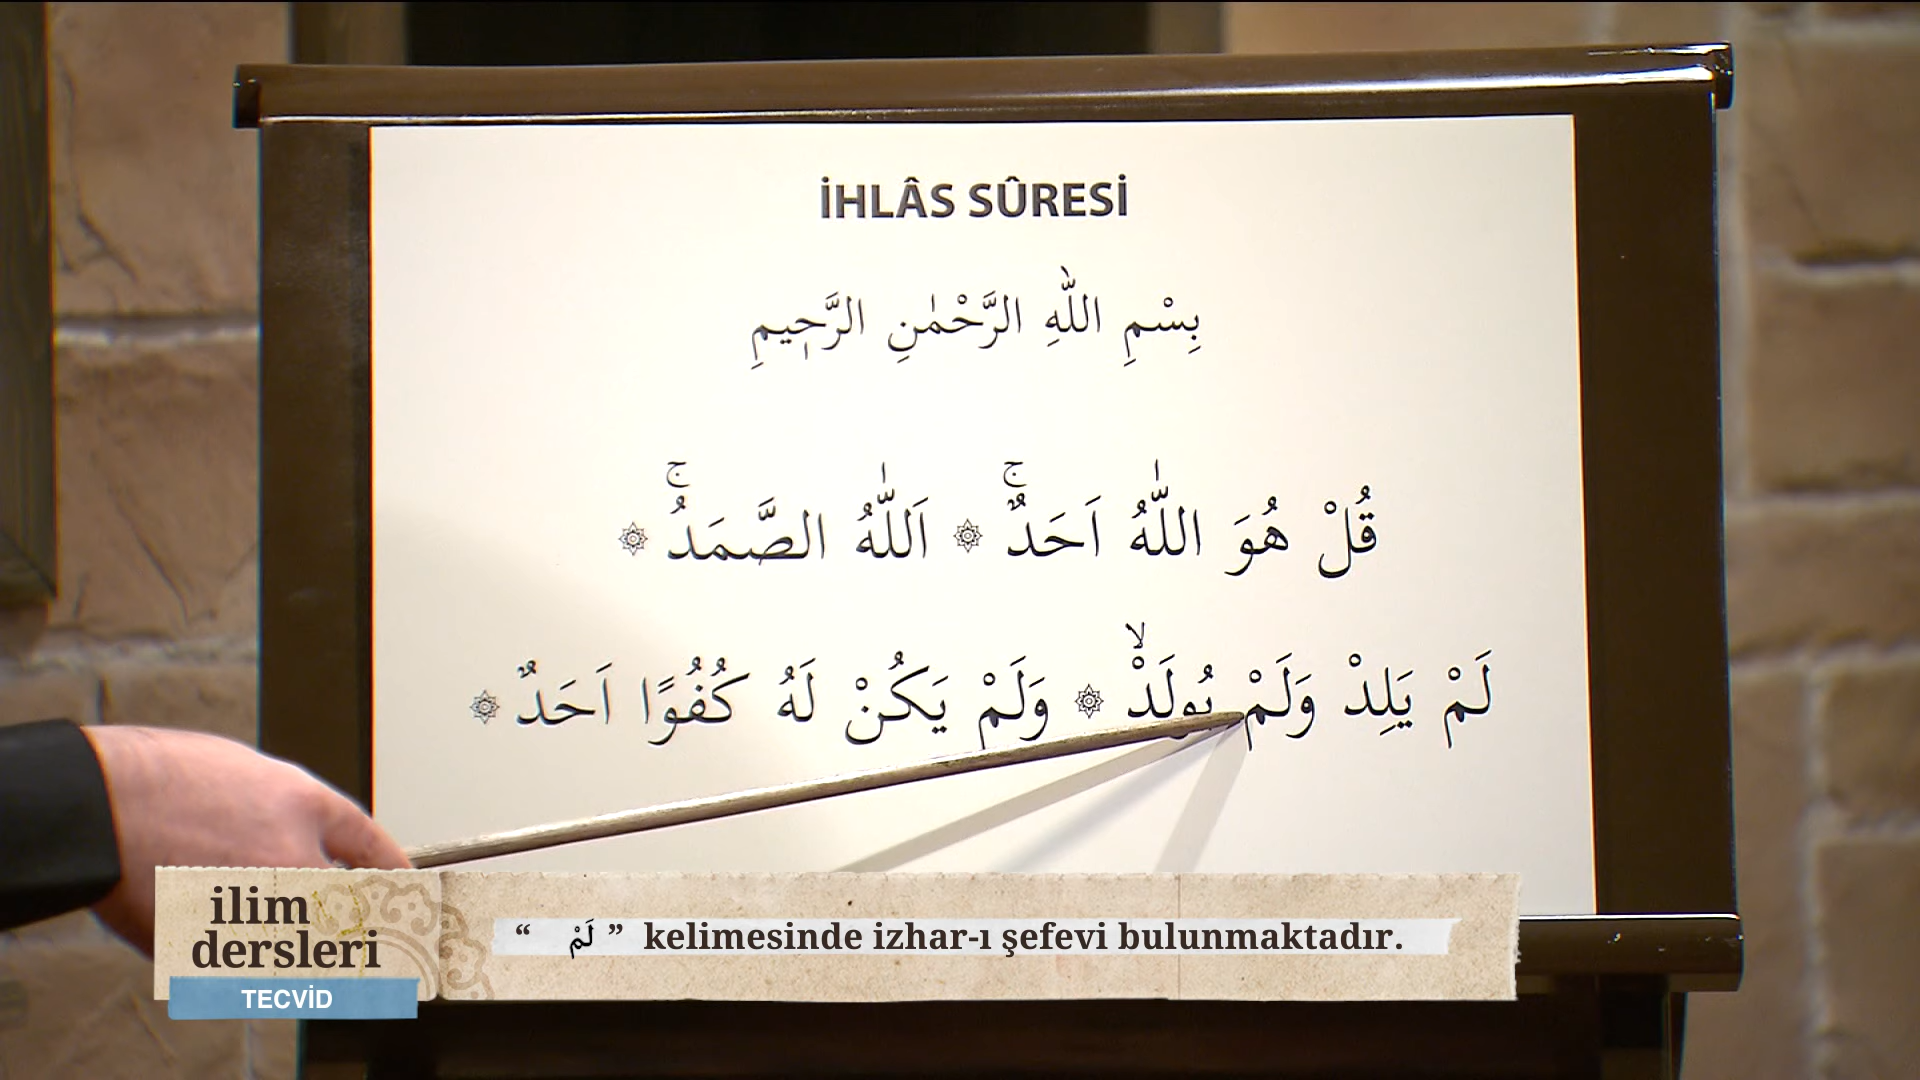 İHLÂS SÛRESİ
بِسْمِ اللّٰهِ الرَّحْمٰنِ الرَّح۪يمِ
قُلْ هُوَ اللّٰهُ اَحَدٌۚ ۞ اَللّٰهُ الصَّمَدُۚ ۞
لَمْ يَلِدْ وَلَمْ يُولَدْۙ ۞ وَلَمْ يَكُنْ لَهُ كُفُوًا اَحَدٌ ۞
ilim
dersleri
TECVİD
“ لَمْ ” kelimesinde izhar-ı şefevi bulunmaktadır.